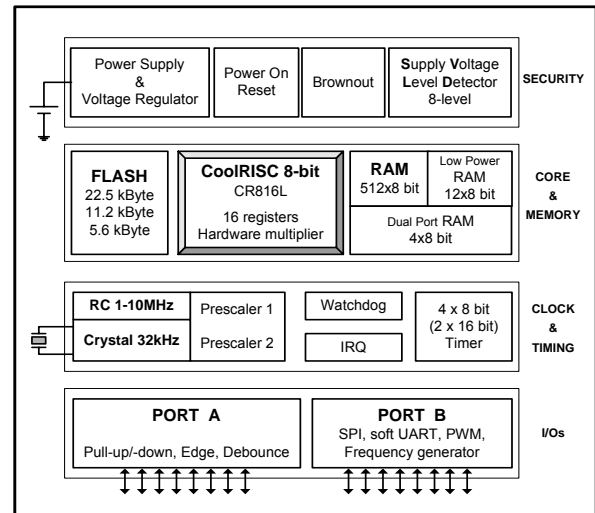 Power Supply
&
Voltage Regulator
Power On
Reset
Brownout
Supply Voltage
Level Detector
8-level
SECURITY
FLASH
22.5 kByte
11.2 kByte
5.6 kByte
CoolRISC 8-bit
CR816L
16 registers
Hardware multiplier
RAM
512x8 bit
Low Power
RAM
12x8 bit
Dual Port RAM
4x8 bit
CORE
&
MEMORY
RC 1-10MHz
Crystal 32kHz
Prescaler 1
Prescaler 2
Watchdog
IRQ
4 x 8 bit
(2 x 16 bit)
Timer
CLOCK
&
TIMING
PORT A
Pull-up/-down, Edge, Debounce
PORT B
SPI, soft UART, PWM,
Frequency generator
I/Os